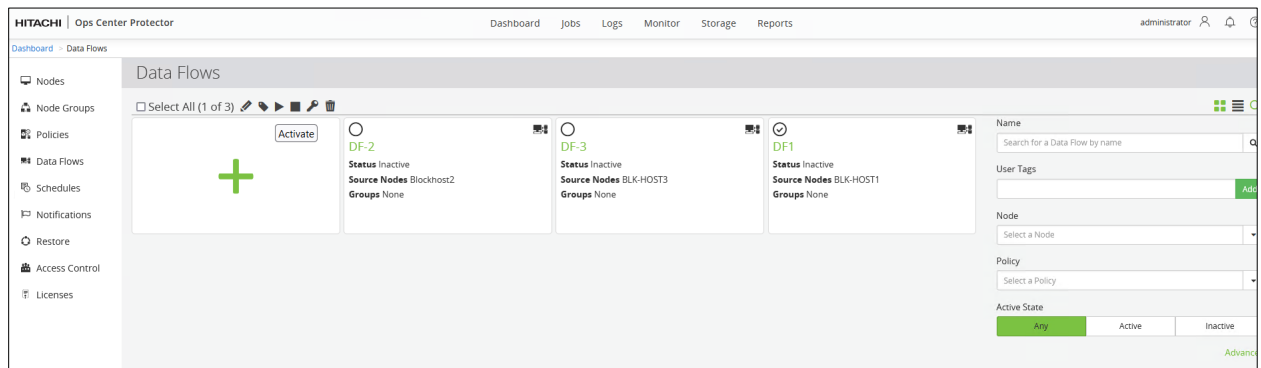 HITACHI Ops Center Protector
Dashboard Jobs Logs Monitor Storage Reports
administrator
Dashboard > Data Flows
Nodes
Node Groups
Policies
Data Flows
Schedules
Notifications
Restore
Access Control
Licenses
Data Flows
Select All (1 of 3)
Activate
DF-2
Status Inactive
Source Nodes Blockhost2
Groups None
DF-3
Status Inactive
Source Nodes BLK-HOST3
Groups None
DF1
Status Inactive
Source Nodes BLK-HOST1
Groups None
Name
Search for a Data Flow by name
User Tags
Add
Node
Select a Node
Policy
Select a Policy
Active State
Any Active Inactive
Advance